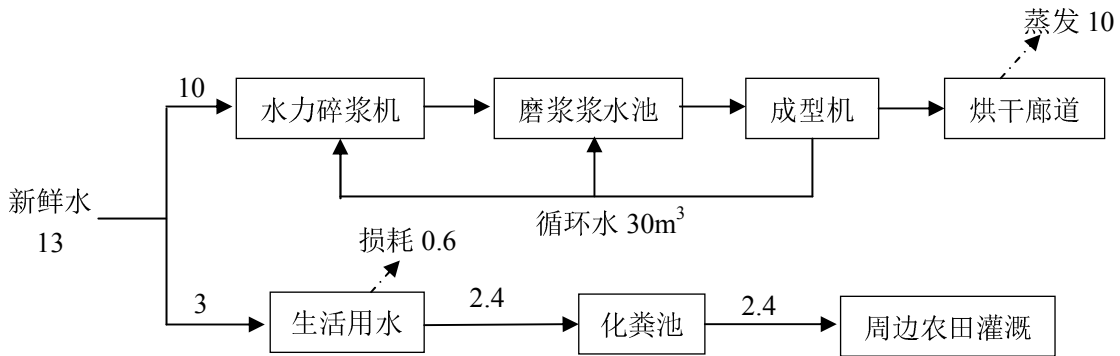 蒸发 10
10
水力碎浆机
磨浆浆水池
成型机
烘干廊道
新鲜水
13
循环水 30m³
损耗 0.6
3
生活用水
2.4
化粪池
2.4
周边农田灌溉